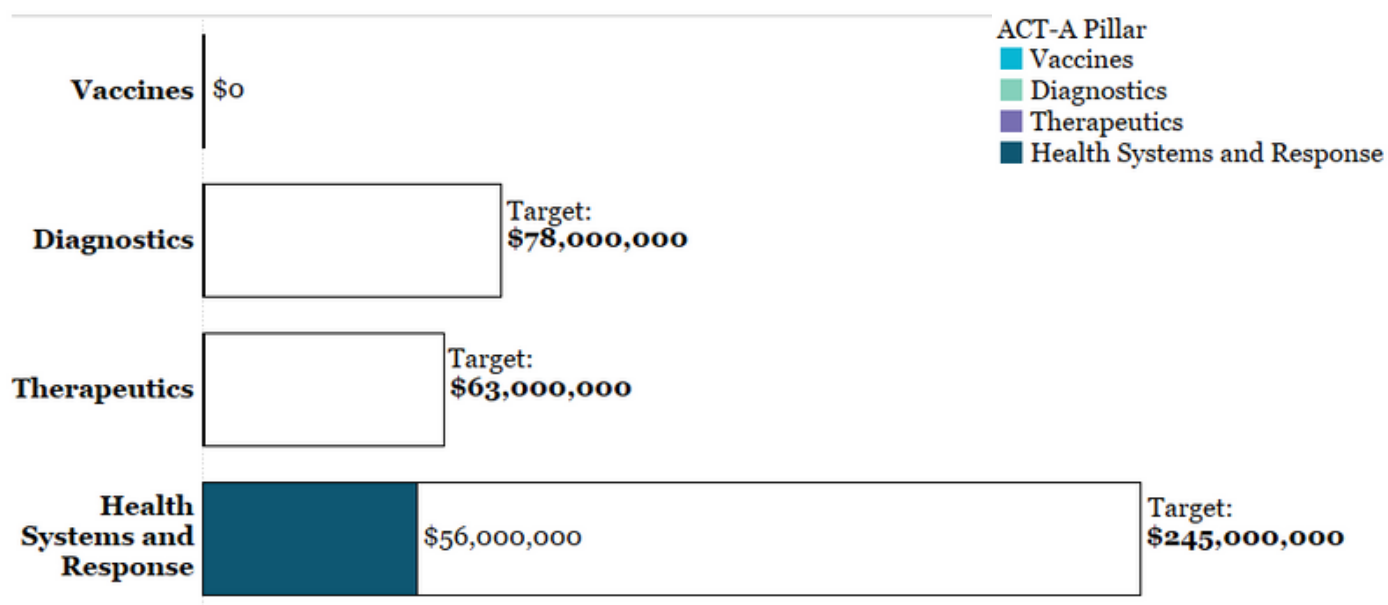 ACT-A Pillar
Vaccines
Diagnostics
Therapeutics
Health Systems and Response
Vaccines
$0
Diagnostics
Target:
$78,000,000
Therapeutics
Target:
$63,000,000
Health
Systems and
Response
$56,000,000
Target:
$245,000,000